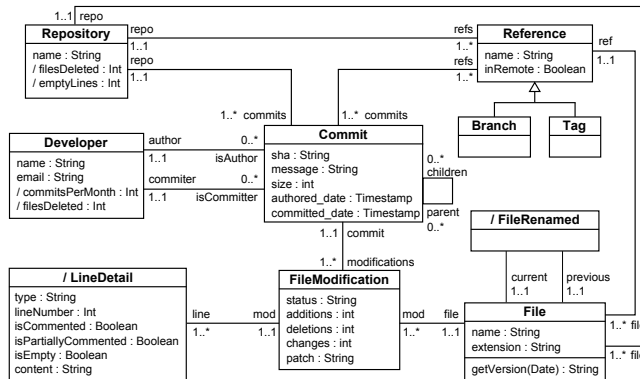 1..1 repo
Repository
name : String
/ filesDeleted : Int
/ emptyLines : Int
repo
1..1
repo
1..1
refs
1..*
refs
1..*
Reference
name : String
inRemote : Boolean
ref
1..1
Branch
Tag
1..* commits
1..* commits
Developer
name : String
email : String
/ commitsPerMonth : Int
/ filesDeleted : Int
author
1..1
0..*
isAuthor
commiter
1..1
0..*
isCommitter
Commit
sha : String
message : String
size : int
authored_date : Timestamp
committed_date : Timestamp
0..*
children
parent
0..*
1..1 commit
1..* modifications
/ FileRenamed
current
1..1
previous
1..1
/ LineDetail
type : String
lineNumber : Int
isCommented : Boolean
isPartiallyCommented : Boolean
isEmpty : Boolean
content : String
line
1..*
mod
1..1
FileModification
status : String
additions : int
deletions : int
changes : int
patch : String
mod
1..*
file
1..1
File
name : String
extension : String
getVersion(Date) : String
1..* file
1..* file